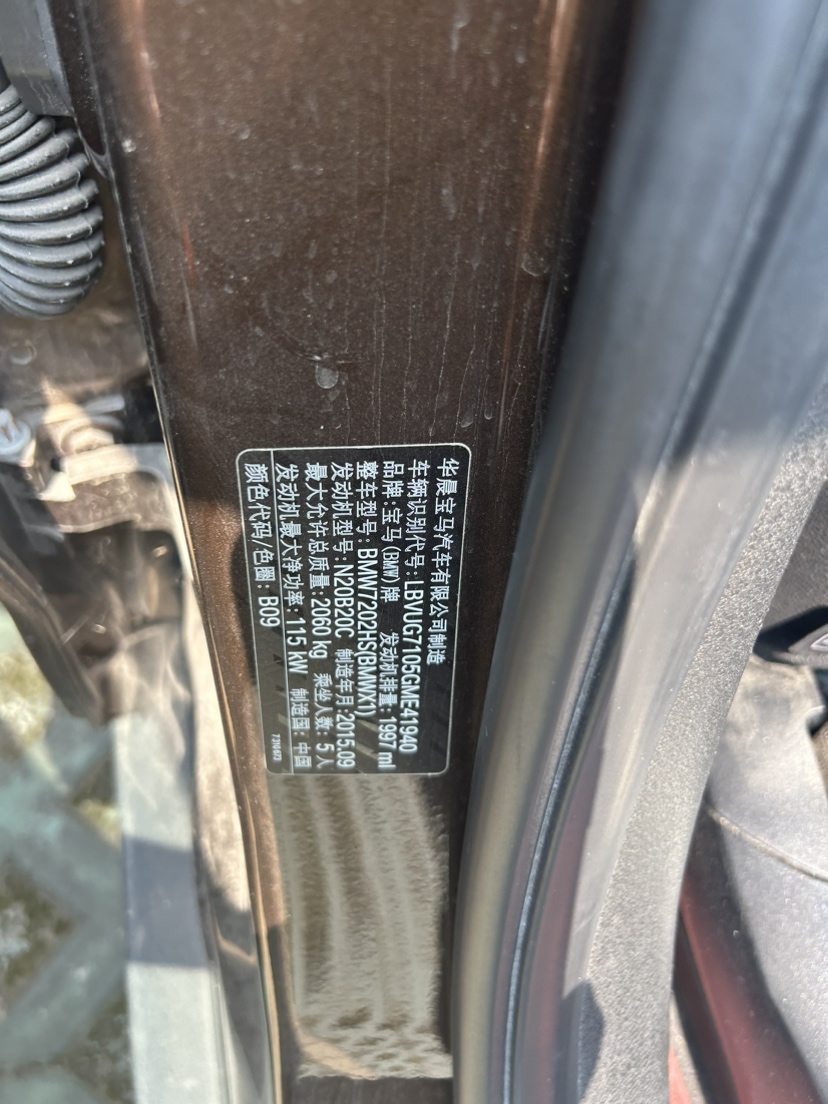 华晨宝马汽车有限公司制造
车辆识别代号: LBVUG7105GME41940
品牌: 宝马(BMW)牌 发动机排量: 1997 ml
整车型号: BMW7202HS(BMWX1)
发动机型号: N20B20C 制造年月: 2015.09
最大允许总质量: 2060 kg 乘坐人数: 5人
发动机最大净功率: 115 kW 制造国: 中国
颜色代码/色圈: B09